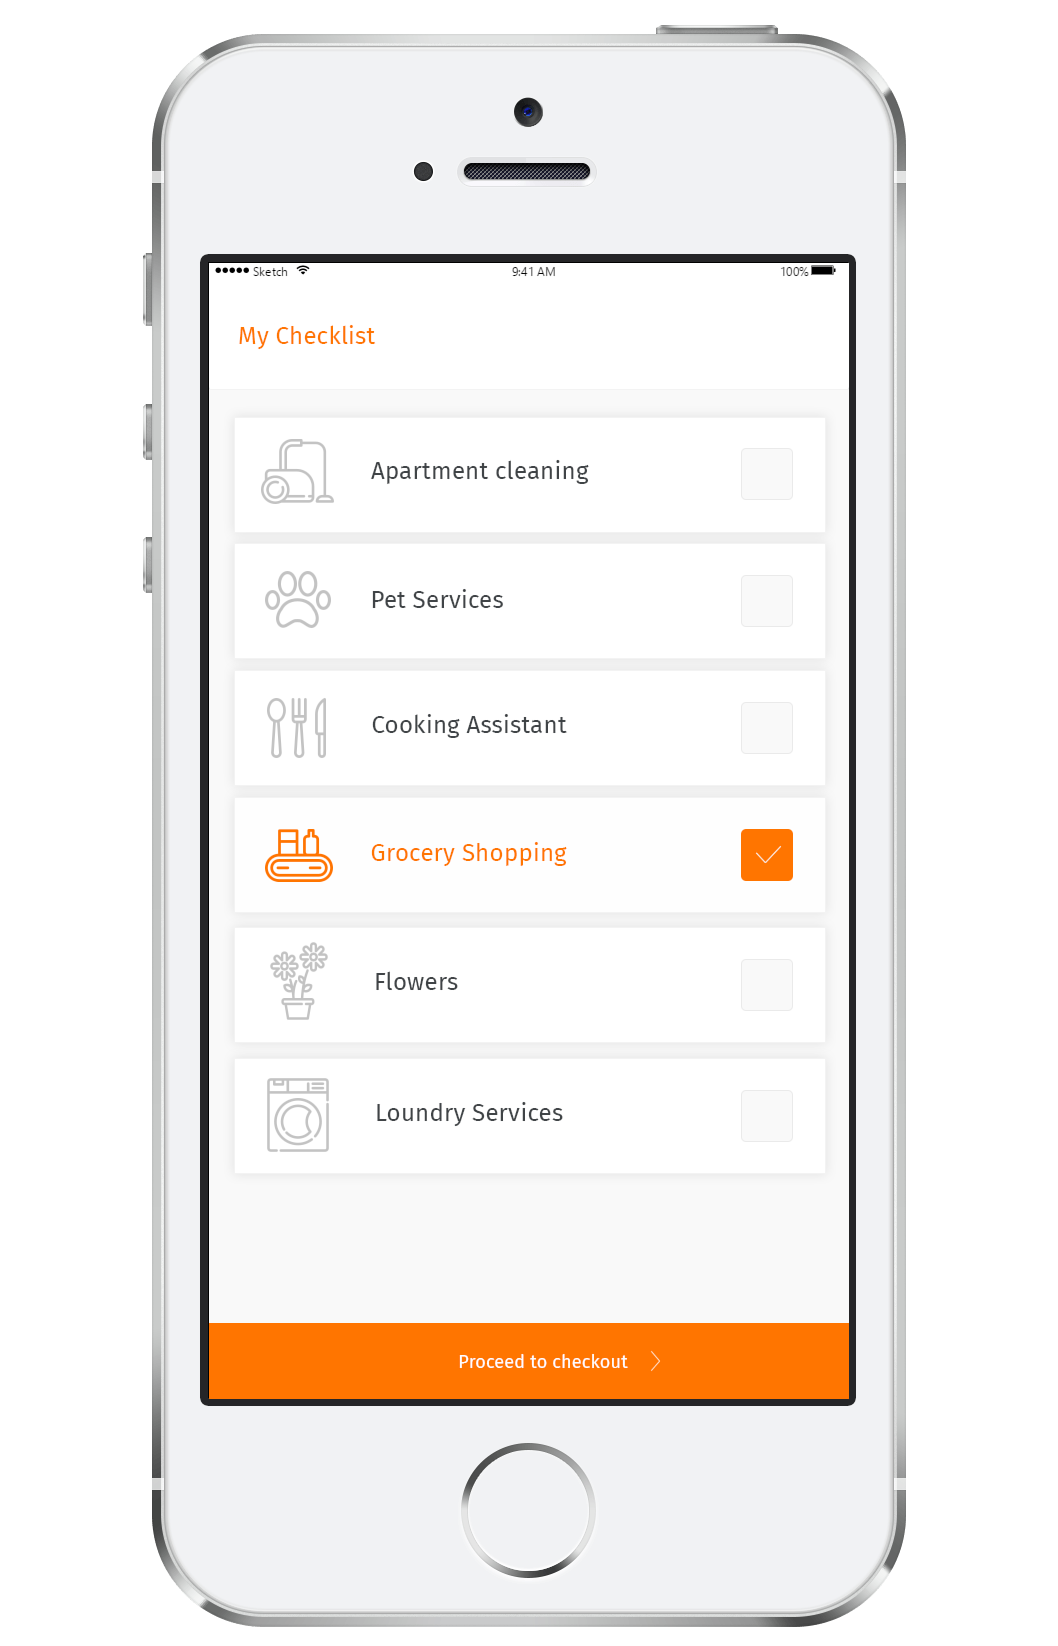 Sketch 9:41 AM 100%
My Checklist
Apartment cleaning
Pet Services
Cooking Assistant
Grocery Shopping
Flowers
Loundry Services
Proceed to checkout